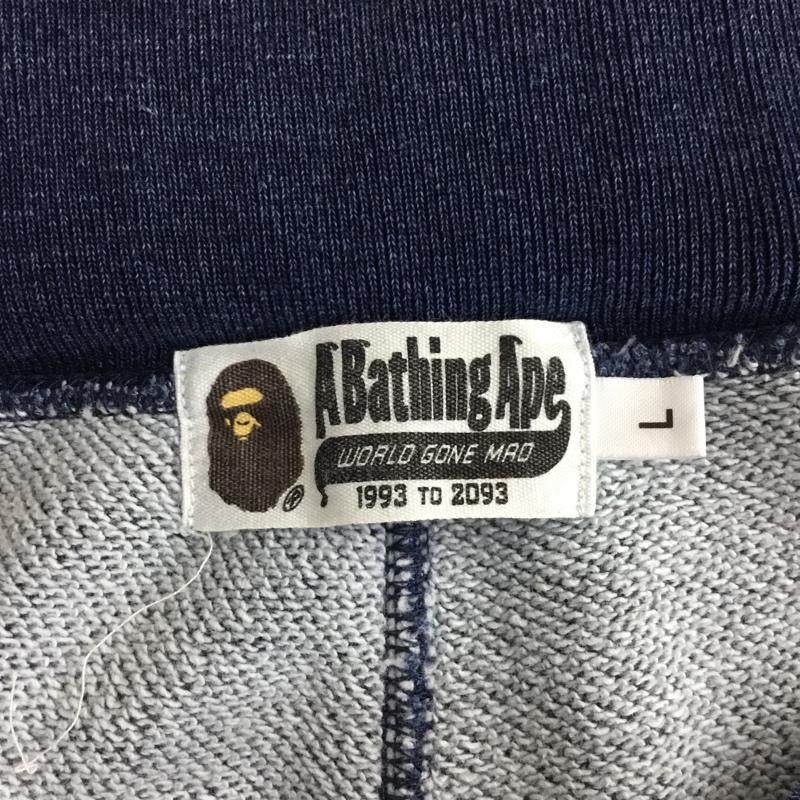 A Bathing Ape
WORLD GONE MAD
1993 TO 2093
®
L